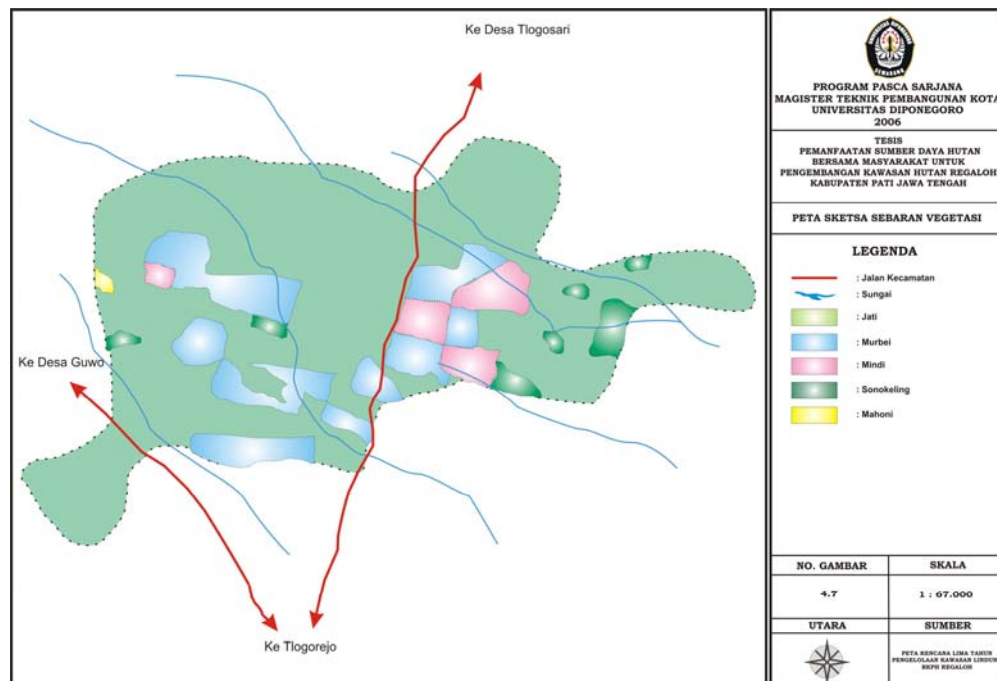 Ke Desa Tlogosari
Ke Desa Guwo
Ke Tlogorejo
UNIVERSITAS DIPONEGORO
SEMARANG
PROGRAM PASCA SARJANA
MAGISTER TEKNIK PEMBANGUNAN KOTA
UNIVERSITAS DIPONEGORO
2006
TESIS
PEMANFAATAN SUMBER DAYA HUTAN
BERSAMA MASYARAKAT UNTUK
PENGEMBANGAN KAWASAN HUTAN REGALOH
KABUPATEN PATI JAWA TENGAH
PETA SKETSA SEBARAN VEGETASI
LEGENDA
: Jalan Kecamatan
: Sungai
: Jati
: Murbei
: Mindi
: Sonokeling
: Mahoni
NO. GAMBAR
SKALA
4.7
1 : 67.000
UTARA
SUMBER
PETA RENCANA LIMA TAHUN
PENGELOLAAN KAWASAN LINDUNG
BKPH REGALOH